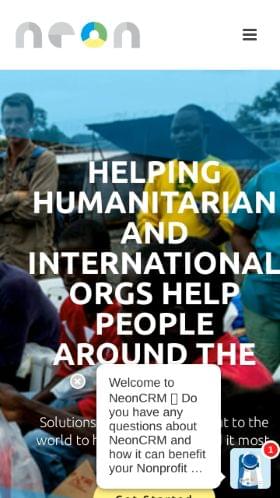 neon
HELPING
HUMANITARIAN
AND
INTERNATIONAL
ORGS HELP
PEOPLE
AROUND THE
Welcome to
NeonCRM ▯ Do
you have any
questions about
NeonCRM and
how it can benefit
your Nonprofit ...
1
Solutions
t to the
world to h
it most